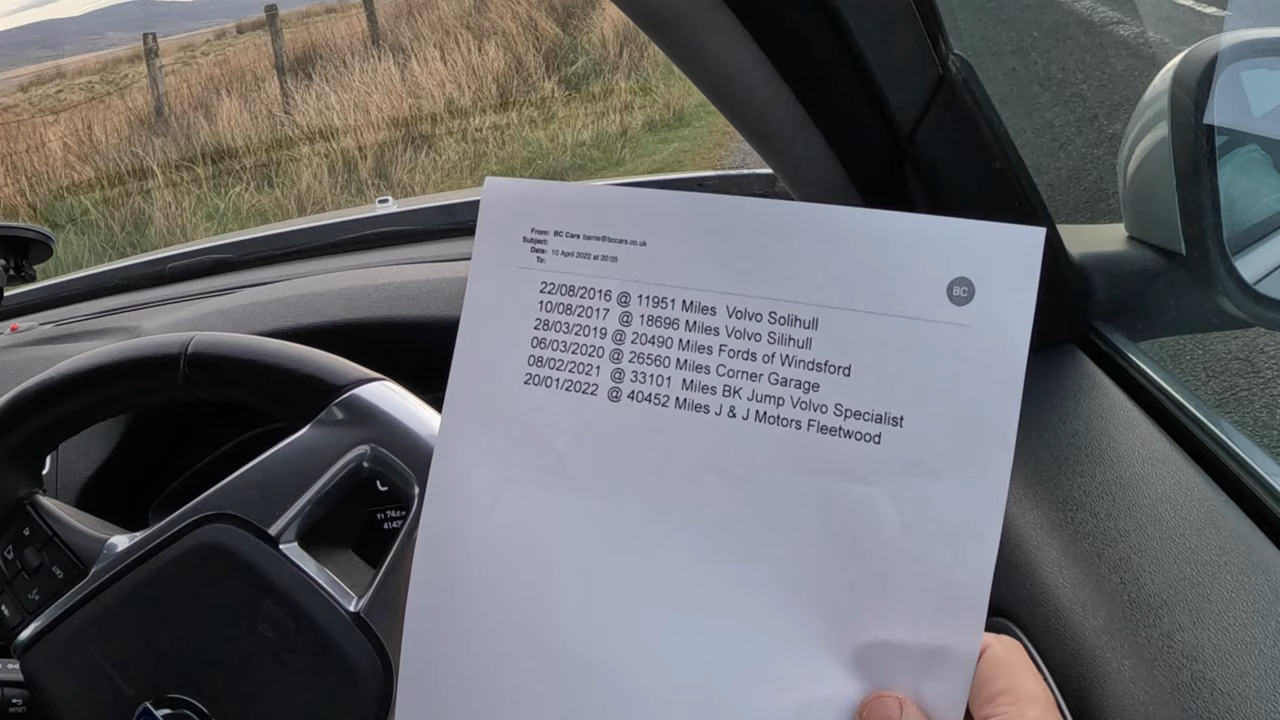 From: BC Cars barrie@bccars.co.uk
Subject:
Date: 10 April 2022 at 20:05
To:
BC
22/08/2016 @ 11951 Miles Volvo Solihull
10/08/2017 @ 18696 Miles Volvo Silihull
28/03/2019 @ 20490 Miles Fords of Windsford
06/03/2020 @ 26560 Miles Corner Garage
08/02/2021 @ 33101 Miles BK Jump Volvo Specialist
20/01/2022 @ 40452 Miles J & J Motors Fleetwood
RESET